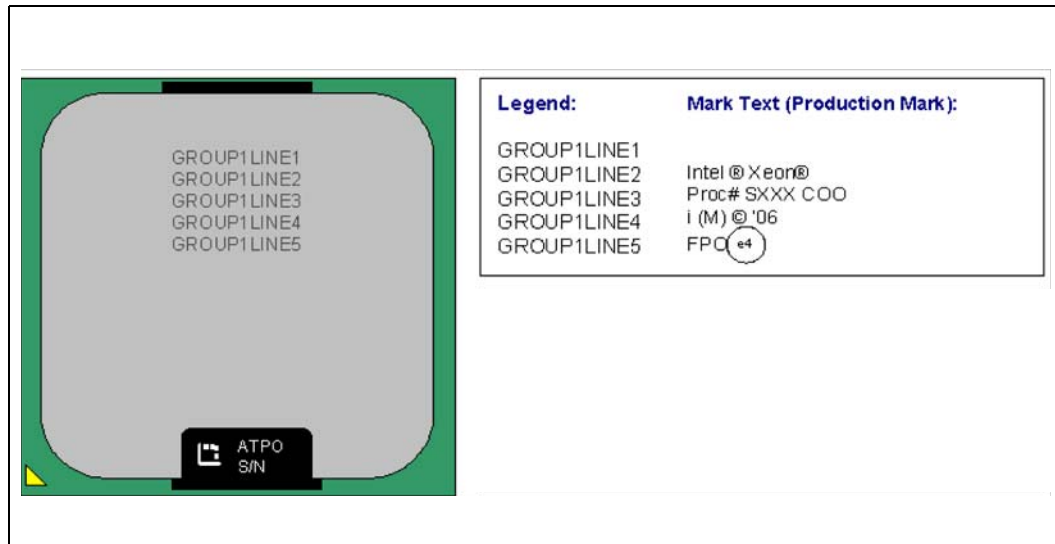 GROUP1LINE1
GROUP1LINE2
GROUP1LINE3
GROUP1LINE4
GROUP1LINE5
ATPO
S/N
Legend: Mark Text (Production Mark):
GROUP1LINE1
GROUP1LINE2 Intel ® Xeon®
GROUP1LINE3 Proc# SXXX COO
GROUP1LINE4 i (M) © '06
GROUP1LINE5 FPO e4